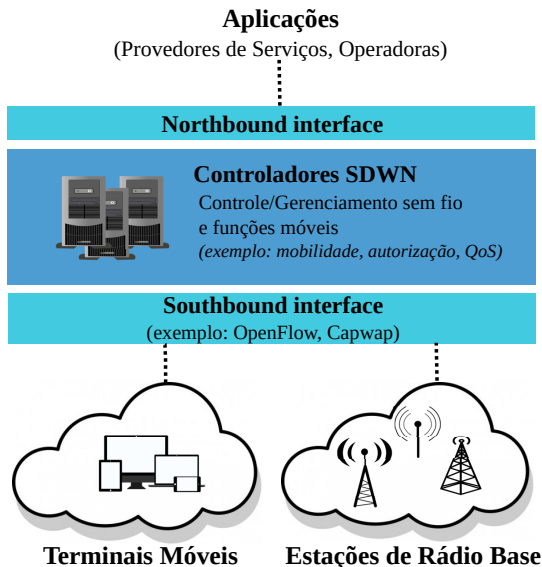 Aplicações
(Provedores de Serviços, Operadoras)
Northbound interface
Controladores SDWN
Controle/Gerenciamento sem fio
e funções móveis
(exemplo: mobilidade, autorização, QoS)
Southbound interface
(exemplo: OpenFlow, Capwap)
Terminais Móveis
Estações de Rádio Base